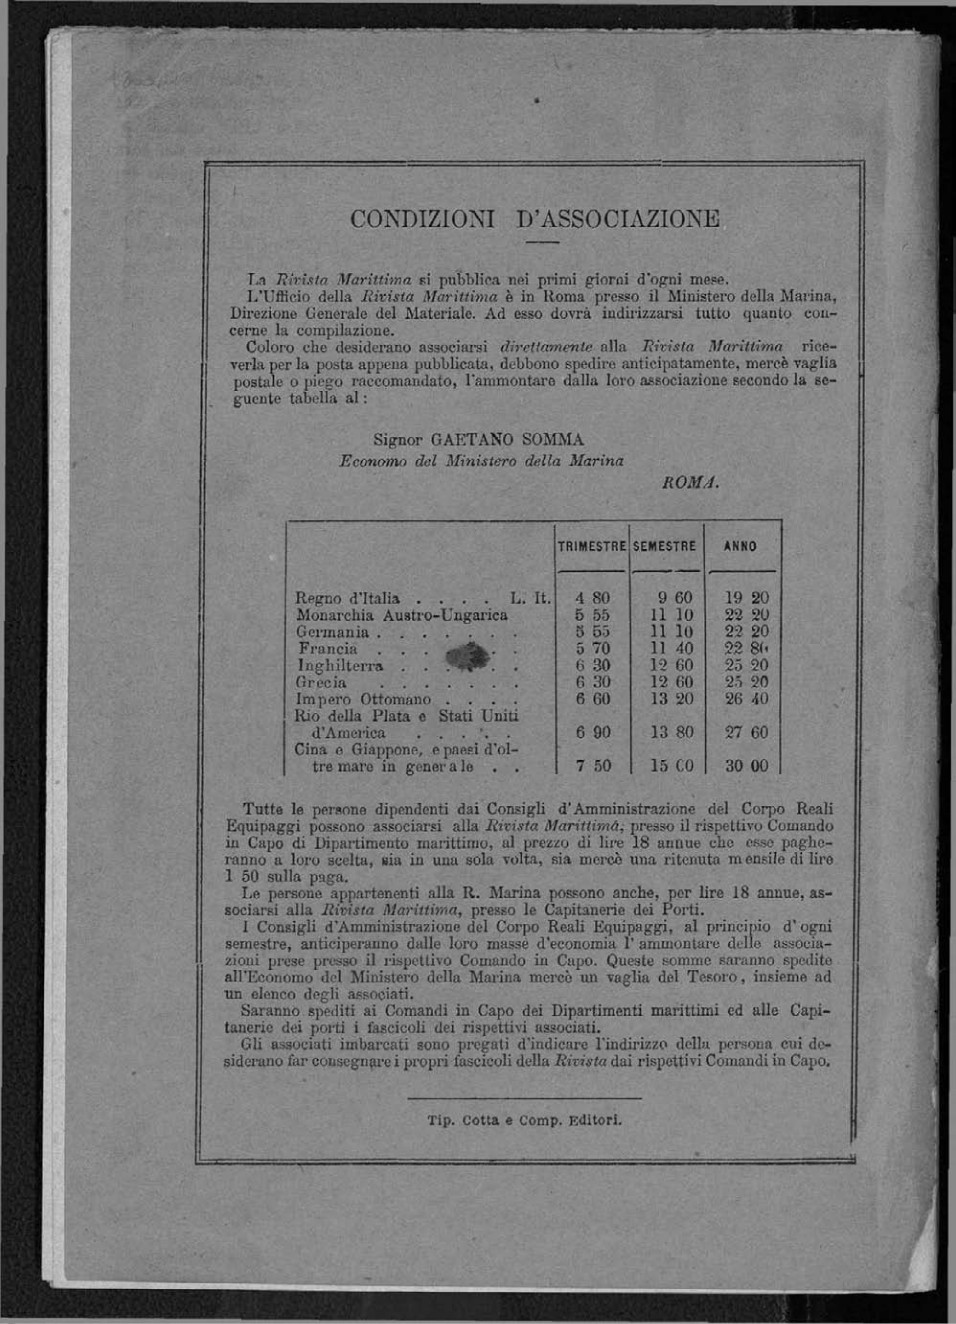 CONDIZIONI D'ASSOCIAZIONE
La Rivista Marittima si pubblica nei primi giorni d'ogni mese.
L'Ufficio della Rivista Marittima è in Roma presso il Ministero della Marina,
Direzione Generale del Materiale. Ad esso dovrà indirizzarsi tutto quanto con-
cerne la compilazione.
Coloro che desiderano associarsi direttamente alla Rivista Marittima rice-
verla per la posta appena pubblicata, debbono spedire anticipatamente, mercè vaglia
postale o piego raccomandato, l'ammontare dalla loro associazione secondo la se-
guente tabella al :
Signor GAETANO SOMMA
Economo del Ministero della Marina
ROMA.
TRIMESTRE SEMESTRE ANNO
Regno d'Italia . . . . L. It. 4 80 9 60 19 20
Monarchia Austro-Ungarica 5 55 11 10 22 20
Germania . . . . . . . 5 55 11 10 22 20
Francia . . . . . 5 70 11 40 22 80
Inghilterra . . . . . 6 30 12 60 25 20
Grecia . . . . . . . 6 30 12 60 25 20
Impero Ottomano . . . . 6 60 13 20 26 40
Rio della Plata e Stati Uniti
d'America . . . . . 6 90 13 80 27 60
Cina e Giappone, e paesi d'ol-
tre mare in generale . . 7 50 15 00 30 00
Tutte le persone dipendenti dai Consigli d'Amministrazione del Corpo Reali
Equipaggi possono associarsi alla Rivista Marittima, presso il rispettivo Comando
in Capo di Dipartimento marittimo, al prezzo di lire 18 annue che esse paghe-
ranno a loro scelta, sia in una sola volta, sia mercè una ritenuta mensile di lire
1 50 sulla paga.
Le persone appartenenti alla R. Marina possono anche, per lire 18 annue, as-
sociarsi alla Rivista Marittima, presso le Capitanerie dei Porti.
I Consigli d'Amministrazione del Corpo Reali Equipaggi, al principio d'ogni
semestre, anticiperanno dalle loro masse d'economia l'ammontare delle associa-
zioni prese presso il rispettivo Comando in Capo. Queste somme saranno spedite
all'Economo del Ministero della Marina mercè un vaglia del Tesoro, insieme ad
un elenco degli associati.
Saranno spediti ai Comandi in Capo dei Dipartimenti marittimi ed alle Capi-
tanerie dei porti i fascicoli dei rispettivi associati.
Gli associati imbarcati sono pregati d'indicare l'indirizzo della persona cui de-
siderano far consegnare i propri fascicoli della Rivista dai rispettivi Comandi in Capo.
Tip. Cotta e Comp. Editori.